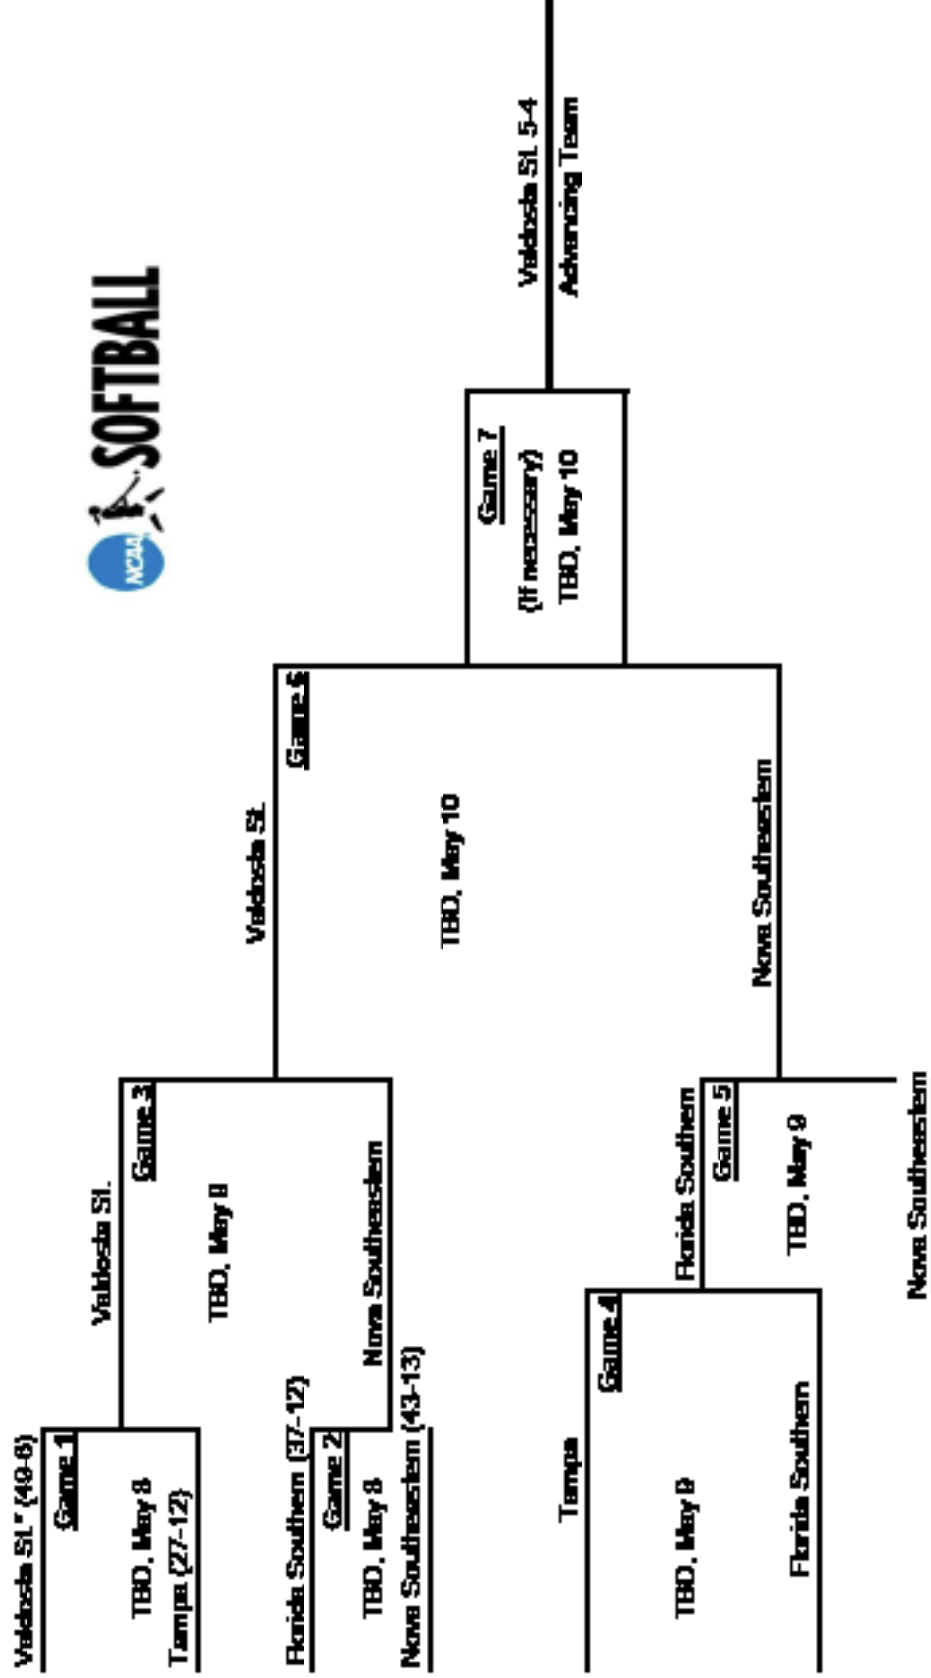 NCAA SOFTBALL
Valdosta St.* (49-6)
Game 1
TBD, May 8
Tampa (27-12)
Valdosta St.
Game 3
TBD, May 9
Florida Southern (37-12)
Game 2
TBD, May 8
Nova Southeastern (43-13)
Nova Southeastern
Valdosta St.
Game 6
TBD, May 10
Nova Southeastern
Tampa
Game 4
TBD, May 9
Florida Southern
Florida Southern
Game 5
TBD, May 9
Nova Southeastern
Game 7
(If necessary)
TBD, May 10
Valdosta St. 5-4
Advancing Team